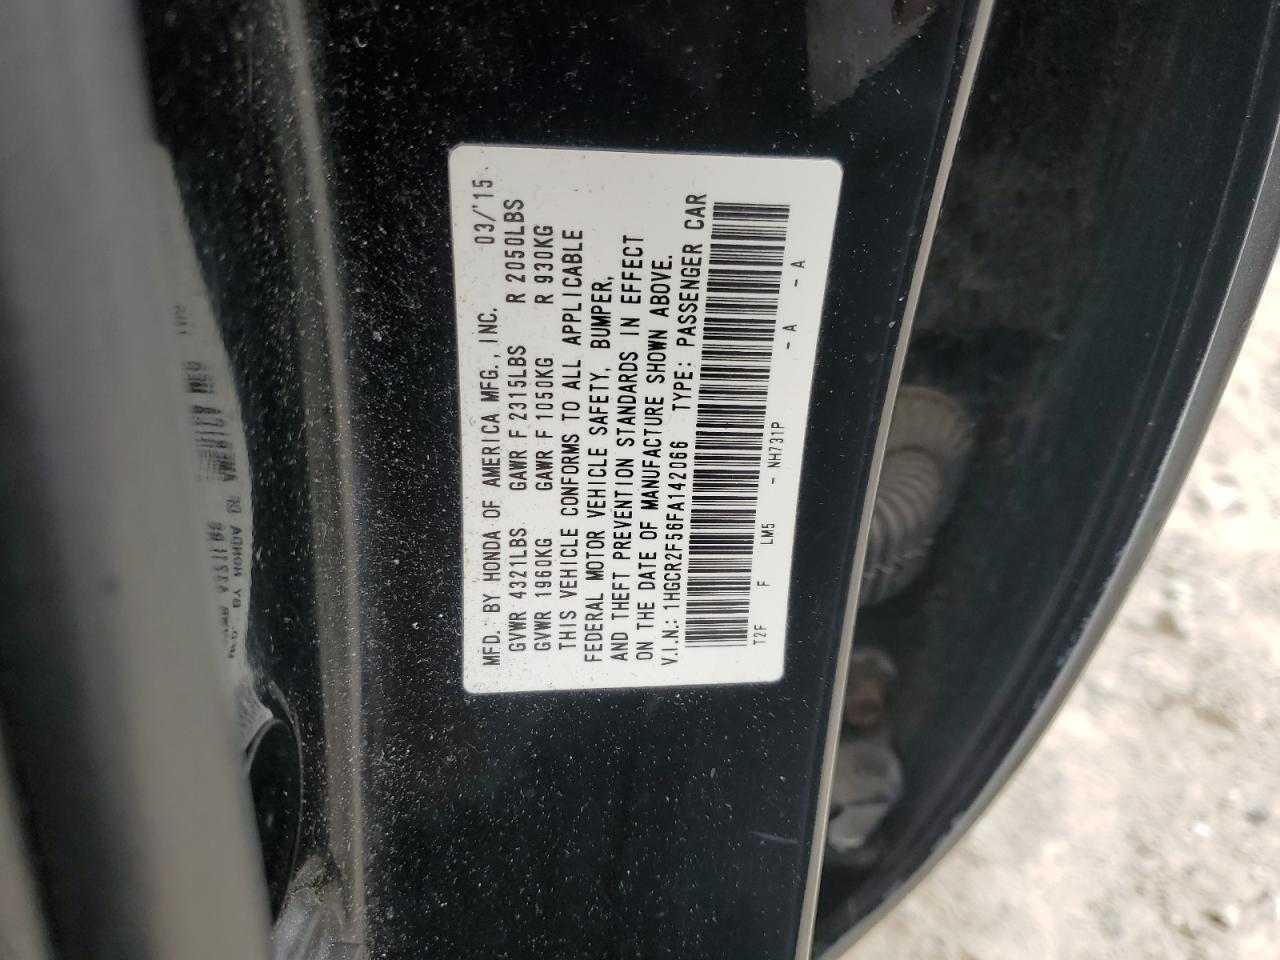 MFD. BY HONDA OF AMERICA MFG., INC. 03/'15
GVWR 4321LBS GAWR F 2315LBS R 2050LBS
GVWR 1960KG GAWR F 1050KG R 930KG
THIS VEHICLE CONFORMS TO ALL APPLICABLE
FEDERAL MOTOR VEHICLE SAFETY, BUMPER,
AND THEFT PREVENTION STANDARDS IN EFFECT
ON THE DATE OF MANUFACTURE SHOWN ABOVE.
V.I.N.: 1HGCR2F56FA142066 TYPE: PASSENGER CAR
T2F F LM5 - NH731P - A - A